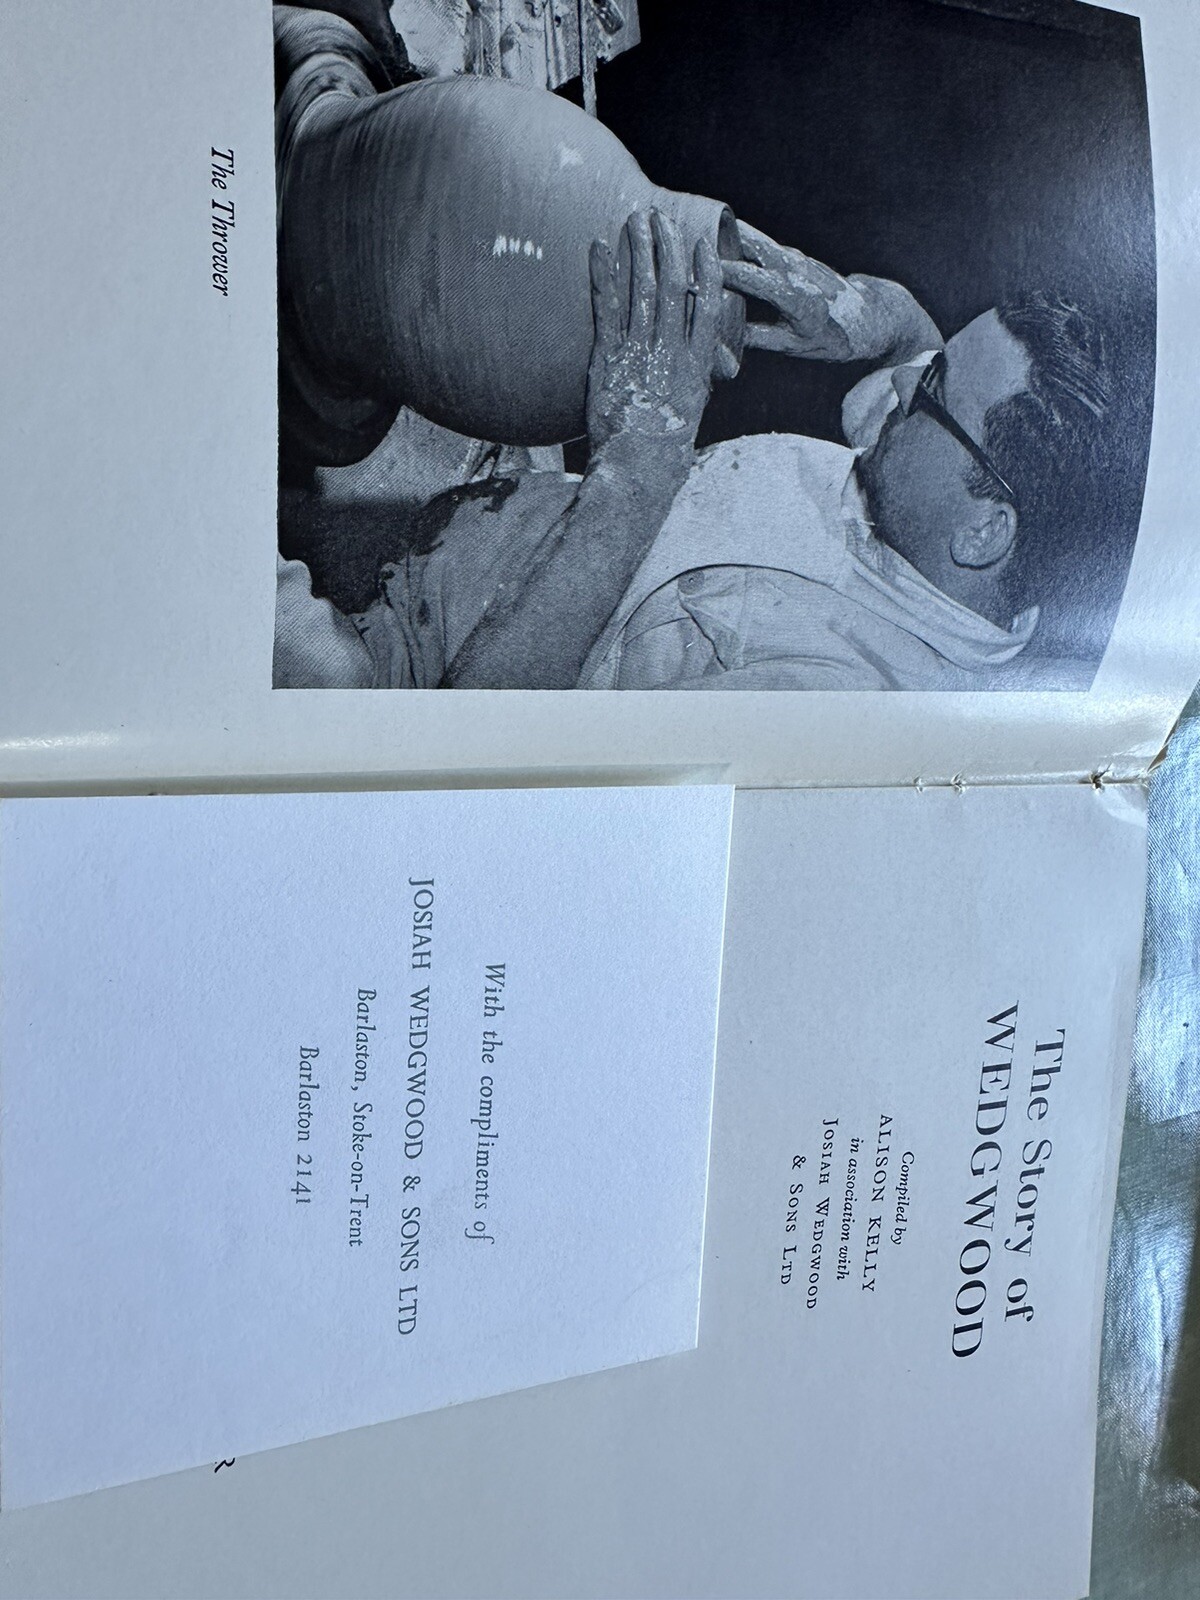 The Thrower
The Story of
WEDGWOOD
Compiled by
ALISON KELLY
in association with
JOSIAH WEDGWOOD
& SONS LTD
With the compliments of
JOSIAH WEDGWOOD & SONS LTD
Barlaston, Stoke-on-Trent
Barlaston 2141
R